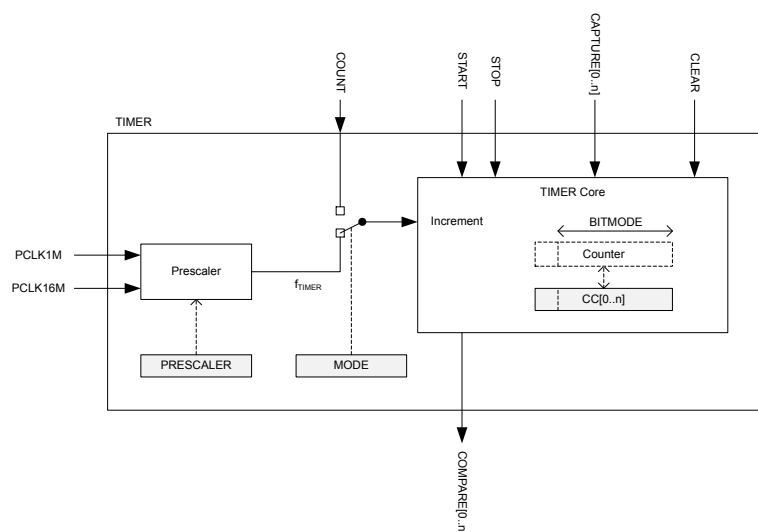 COUNT
START
STOP
CAPTURE[0..n]
CLEAR
TIMER
TIMER Core
Increment
BITMODE
PCLK1M
Prescaler
Counter
PCLK16M
fTIMER
CC[0..n]
PRESCALER
MODE
COMPARE[0..n